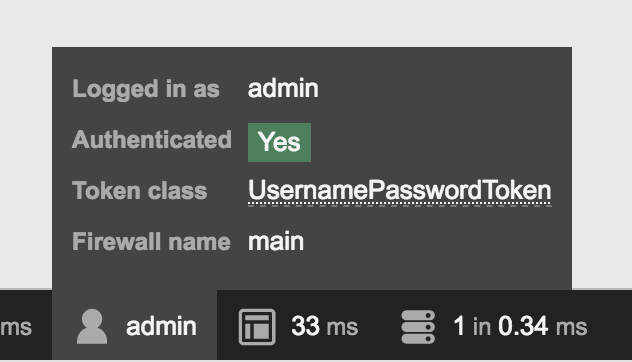 Logged in as admin
Authenticated Yes
Token class UsernamePasswordToken
Firewall name main
ms admin 33 ms 1 in 0.34 ms